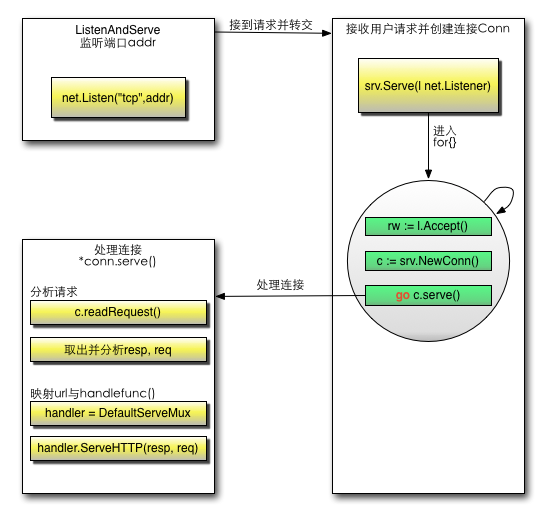 ListenAndServe
监听端口addr
net.Listen("tcp",addr)
接到请求并转交
接收用户请求并创建连接Conn
srv.Serve(l net.Listener)
进入
for{}
rw := l.Accept()
c := srv.NewConn()
go c.serve()
处理连接
处理连接
*conn.serve()
分析请求
c.readRequest()
取出并分析resp, req
映射url与handlefunc()
handler = DefaultServeMux
handler.ServeHTTP(resp, req)